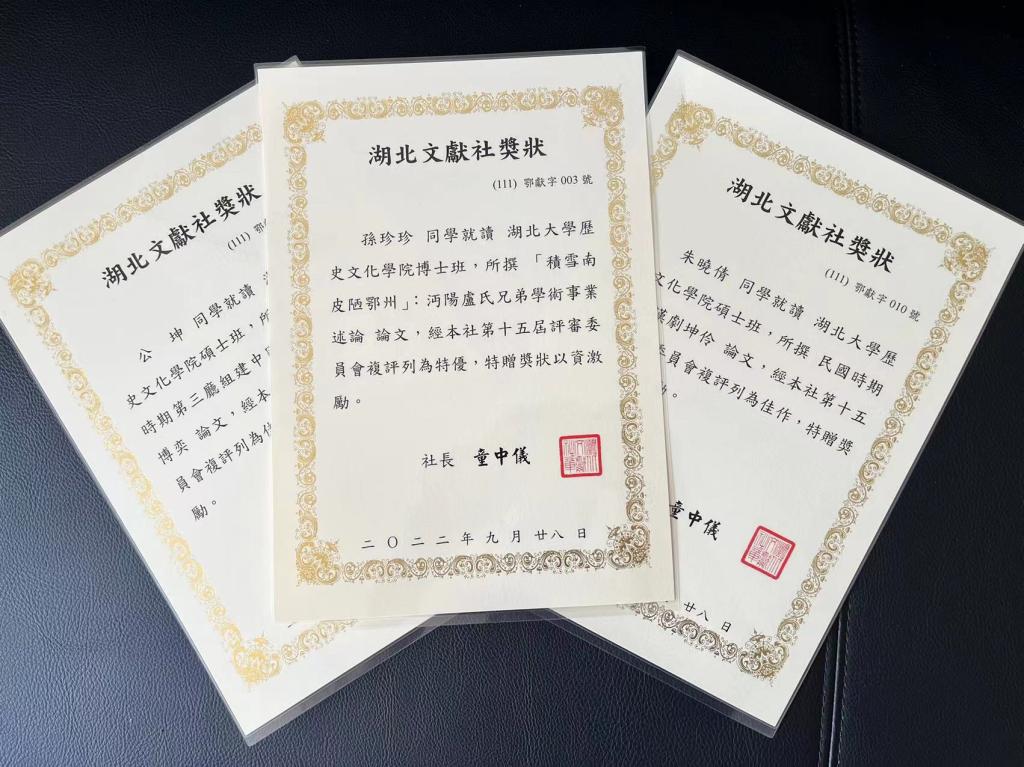 湖北文獻社獎狀
(111) 鄂
公 坤 同學就讀
史文化學院碩士班，所
時期第三廳組建中
博奕 論文，經本
員會複評列為佳
勵。
湖北文獻社獎狀
(111) 鄂獻字 003 號
孫珍珍 同學就讀 湖北大學歷
史文化學院博士班，所撰 「積雪南
皮陋鄂州」：沔陽盧氏兄弟學術事業
述論 論文，經本社第十五屆評審委
員會複評列為特優，特贈獎狀以資激
勵。
社長 童中儀
二〇二二年九月廿八日
湖北文獻社獎狀
(111) 鄂獻字 010 號
朱曉倩 同學就讀 湖北大學歷
文化學院碩士班，所撰 民國時期
漢劇坤伶 論文，經本社第十五
委員會複評列為佳作，特贈獎
童中儀
廿八日